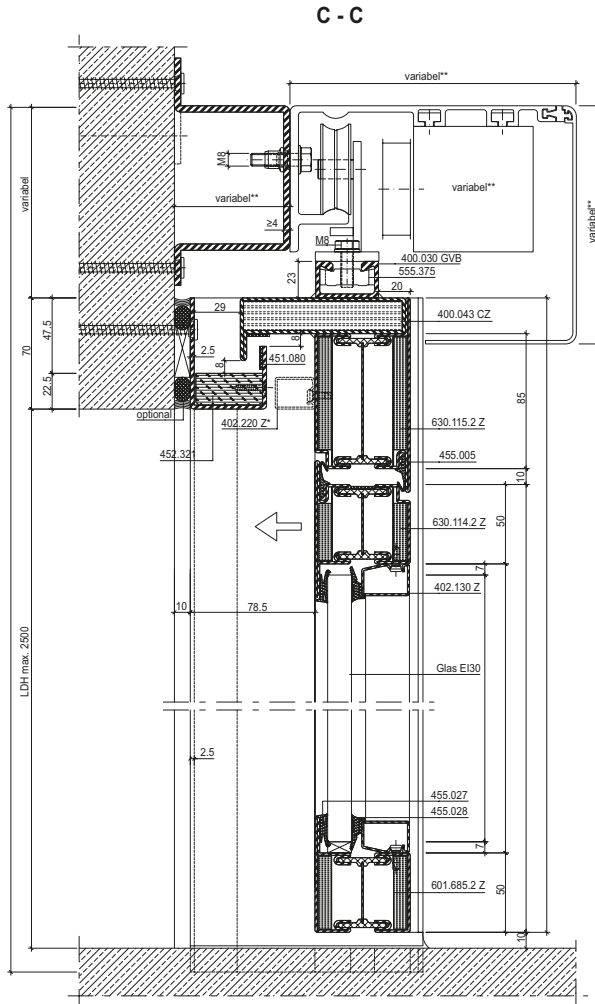 C - C
variabel**
variabel
M8
variabel**
variabel**
variabel**
≥4
M8
400.030 GVB
555.375
23
20
29
400.043 CZ
47.5
70
2.5
8
8
451.080
22.5
85
optional
402.220 Z*
630.115.2 Z
452.321
455.005
10
50
630.114.2 Z
7
10
78.5
402.130 Z
LDH max. 2500
Glas EI30
2.5
455.027
455.028
7
601.685.2 Z
50
10